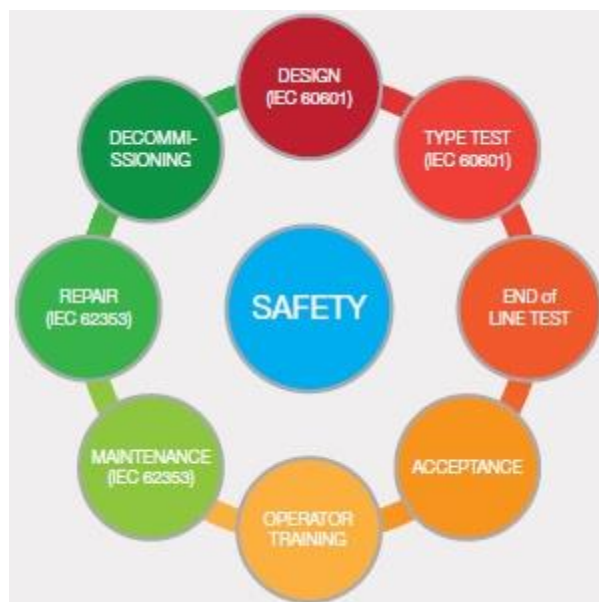 DESIGN
(IEC 60601)
TYPE TEST
(IEC 60601)
END of
LINE TEST
ACCEPTANCE
OPERATOR
TRAINING
MAINTENANCE
(IEC 62353)
REPAIR
(IEC 62353)
DECOMMI-
SSIONING
SAFETY